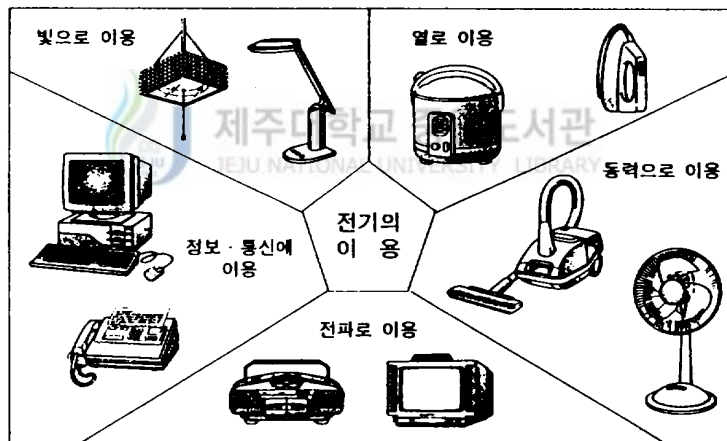 빛으로 이용
열로 이용
제주대학교 중앙도서관
JEJU NATIONAL UNIVERSITY LIBRARY
동력으로 이용
전기의
이 용
정보·통신에
이용
전파로 이용